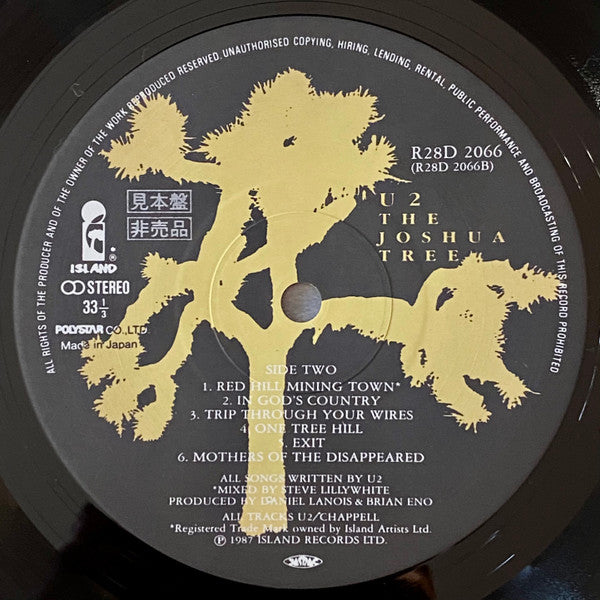 ALL RIGHTS OF THE PRODUCER AND OF THE OWNER OF THE WORK REPRODUCED RESERVED. UNAUTHORISED COPYING, HIRING, LENDING, RENTAL, PUBLIC PERFORMANCE AND BROADCASTING OF THIS RECORD PROHIBITED
R28D 2066
(R28D 2066B)
見本盤
非売品
U2
THE
JOSHUA
TREE
®
ISLAND
STEREO
33 1/3
POLYSTAR CO., LTD.
Made in Japan
SIDE TWO
1. RED HILL MINING TOWN*
2. IN GOD'S COUNTRY
3. TRIP THROUGH YOUR WIRES
4. ONE TREE HILL
5. EXIT
6. MOTHERS OF THE DISAPPEARED
ALL SONGS WRITTEN BY U2
*MIXED BY STEVE LILLYWHITE
PRODUCED BY DANIEL LANOIS & BRIAN ENO
ALL TRACKS U2/CHAPPELL
*Registered Trade Mark owned by Island Artists Ltd.
℗ 1987 ISLAND RECORDS LTD.